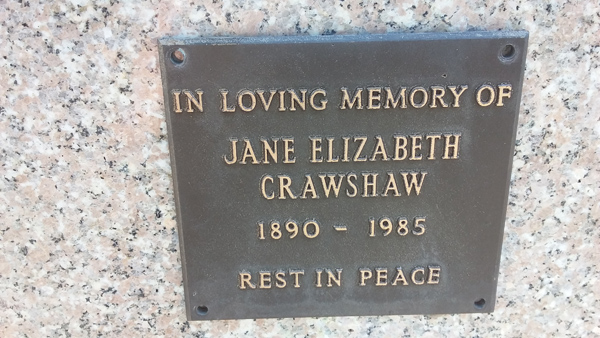 IN LOVING MEMORY OF
JANE ELIZABETH
CRAWSHAW
1890 - 1985
REST IN PEACE